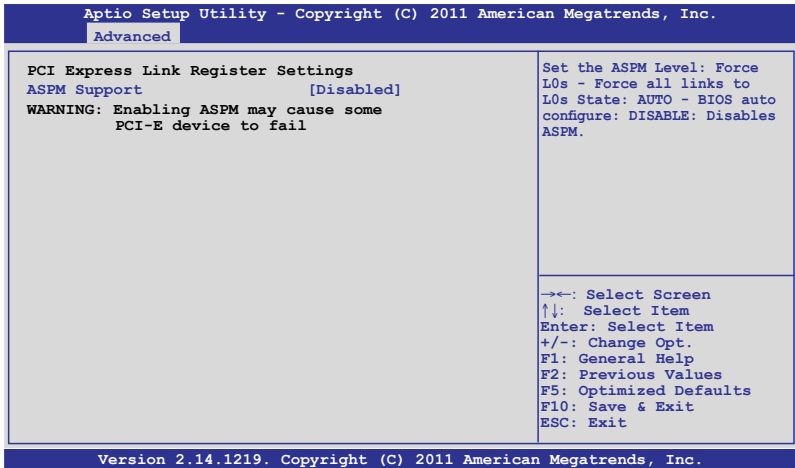 Aptio Setup Utility - Copyright (C) 2011 American Megatrends, Inc.
Advanced
PCI Express Link Register Settings
ASPM Support [Disabled]
WARNING: Enabling ASPM may cause some
PCI-E device to fail
Set the ASPM Level: Force
L0s - Force all links to
L0s State: AUTO - BIOS auto
configure: DISABLE: Disables
ASPM.
→←: Select Screen
↑↓: Select Item
Enter: Select Item
+/-: Change Opt.
F1: General Help
F2: Previous Values
F5: Optimized Defaults
F10: Save & Exit
ESC: Exit
Version 2.14.1219. Copyright (C) 2011 American Megatrends, Inc.